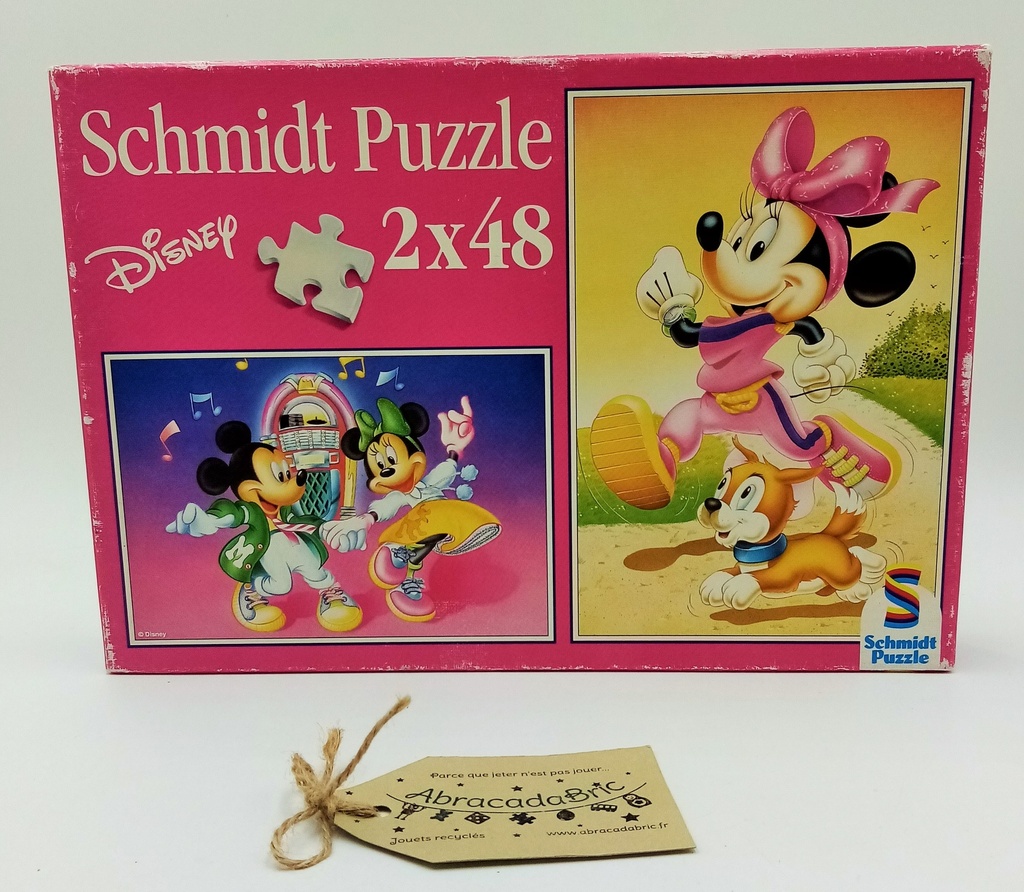 Schmidt Puzzle
Disney
2x48
M
© Disney
Schmidt
Puzzle
Parce que jeter n'est pas jouer...
AbracadaBric
Jouets recyclés
www.abracadabric.fr